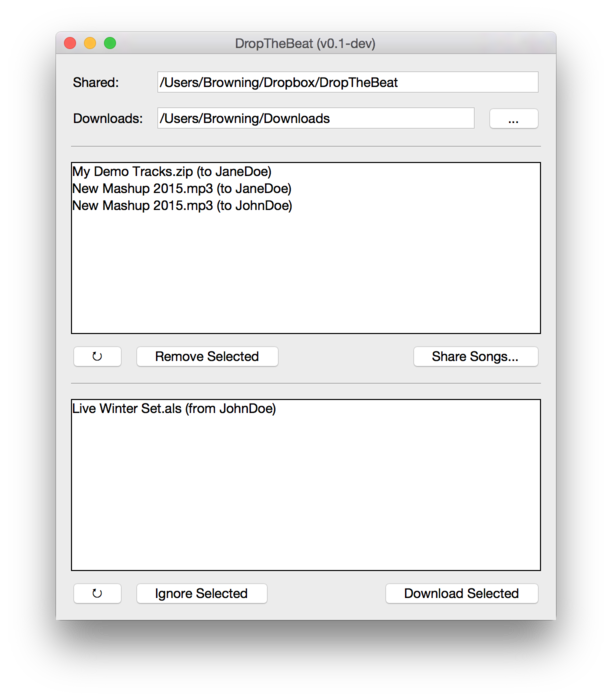 DropTheBeat (v0.1-dev)
Shared: /Users/Browning/Dropbox/DropTheBeat
Downloads: /Users/Browning/Downloads ...
My Demo Tracks.zip (to JaneDoe)
New Mashup 2015.mp3 (to JaneDoe)
New Mashup 2015.mp3 (to JohnDoe)
↻ Remove Selected Share Songs...
Live Winter Set.als (from JohnDoe)
↻ Ignore Selected Download Selected